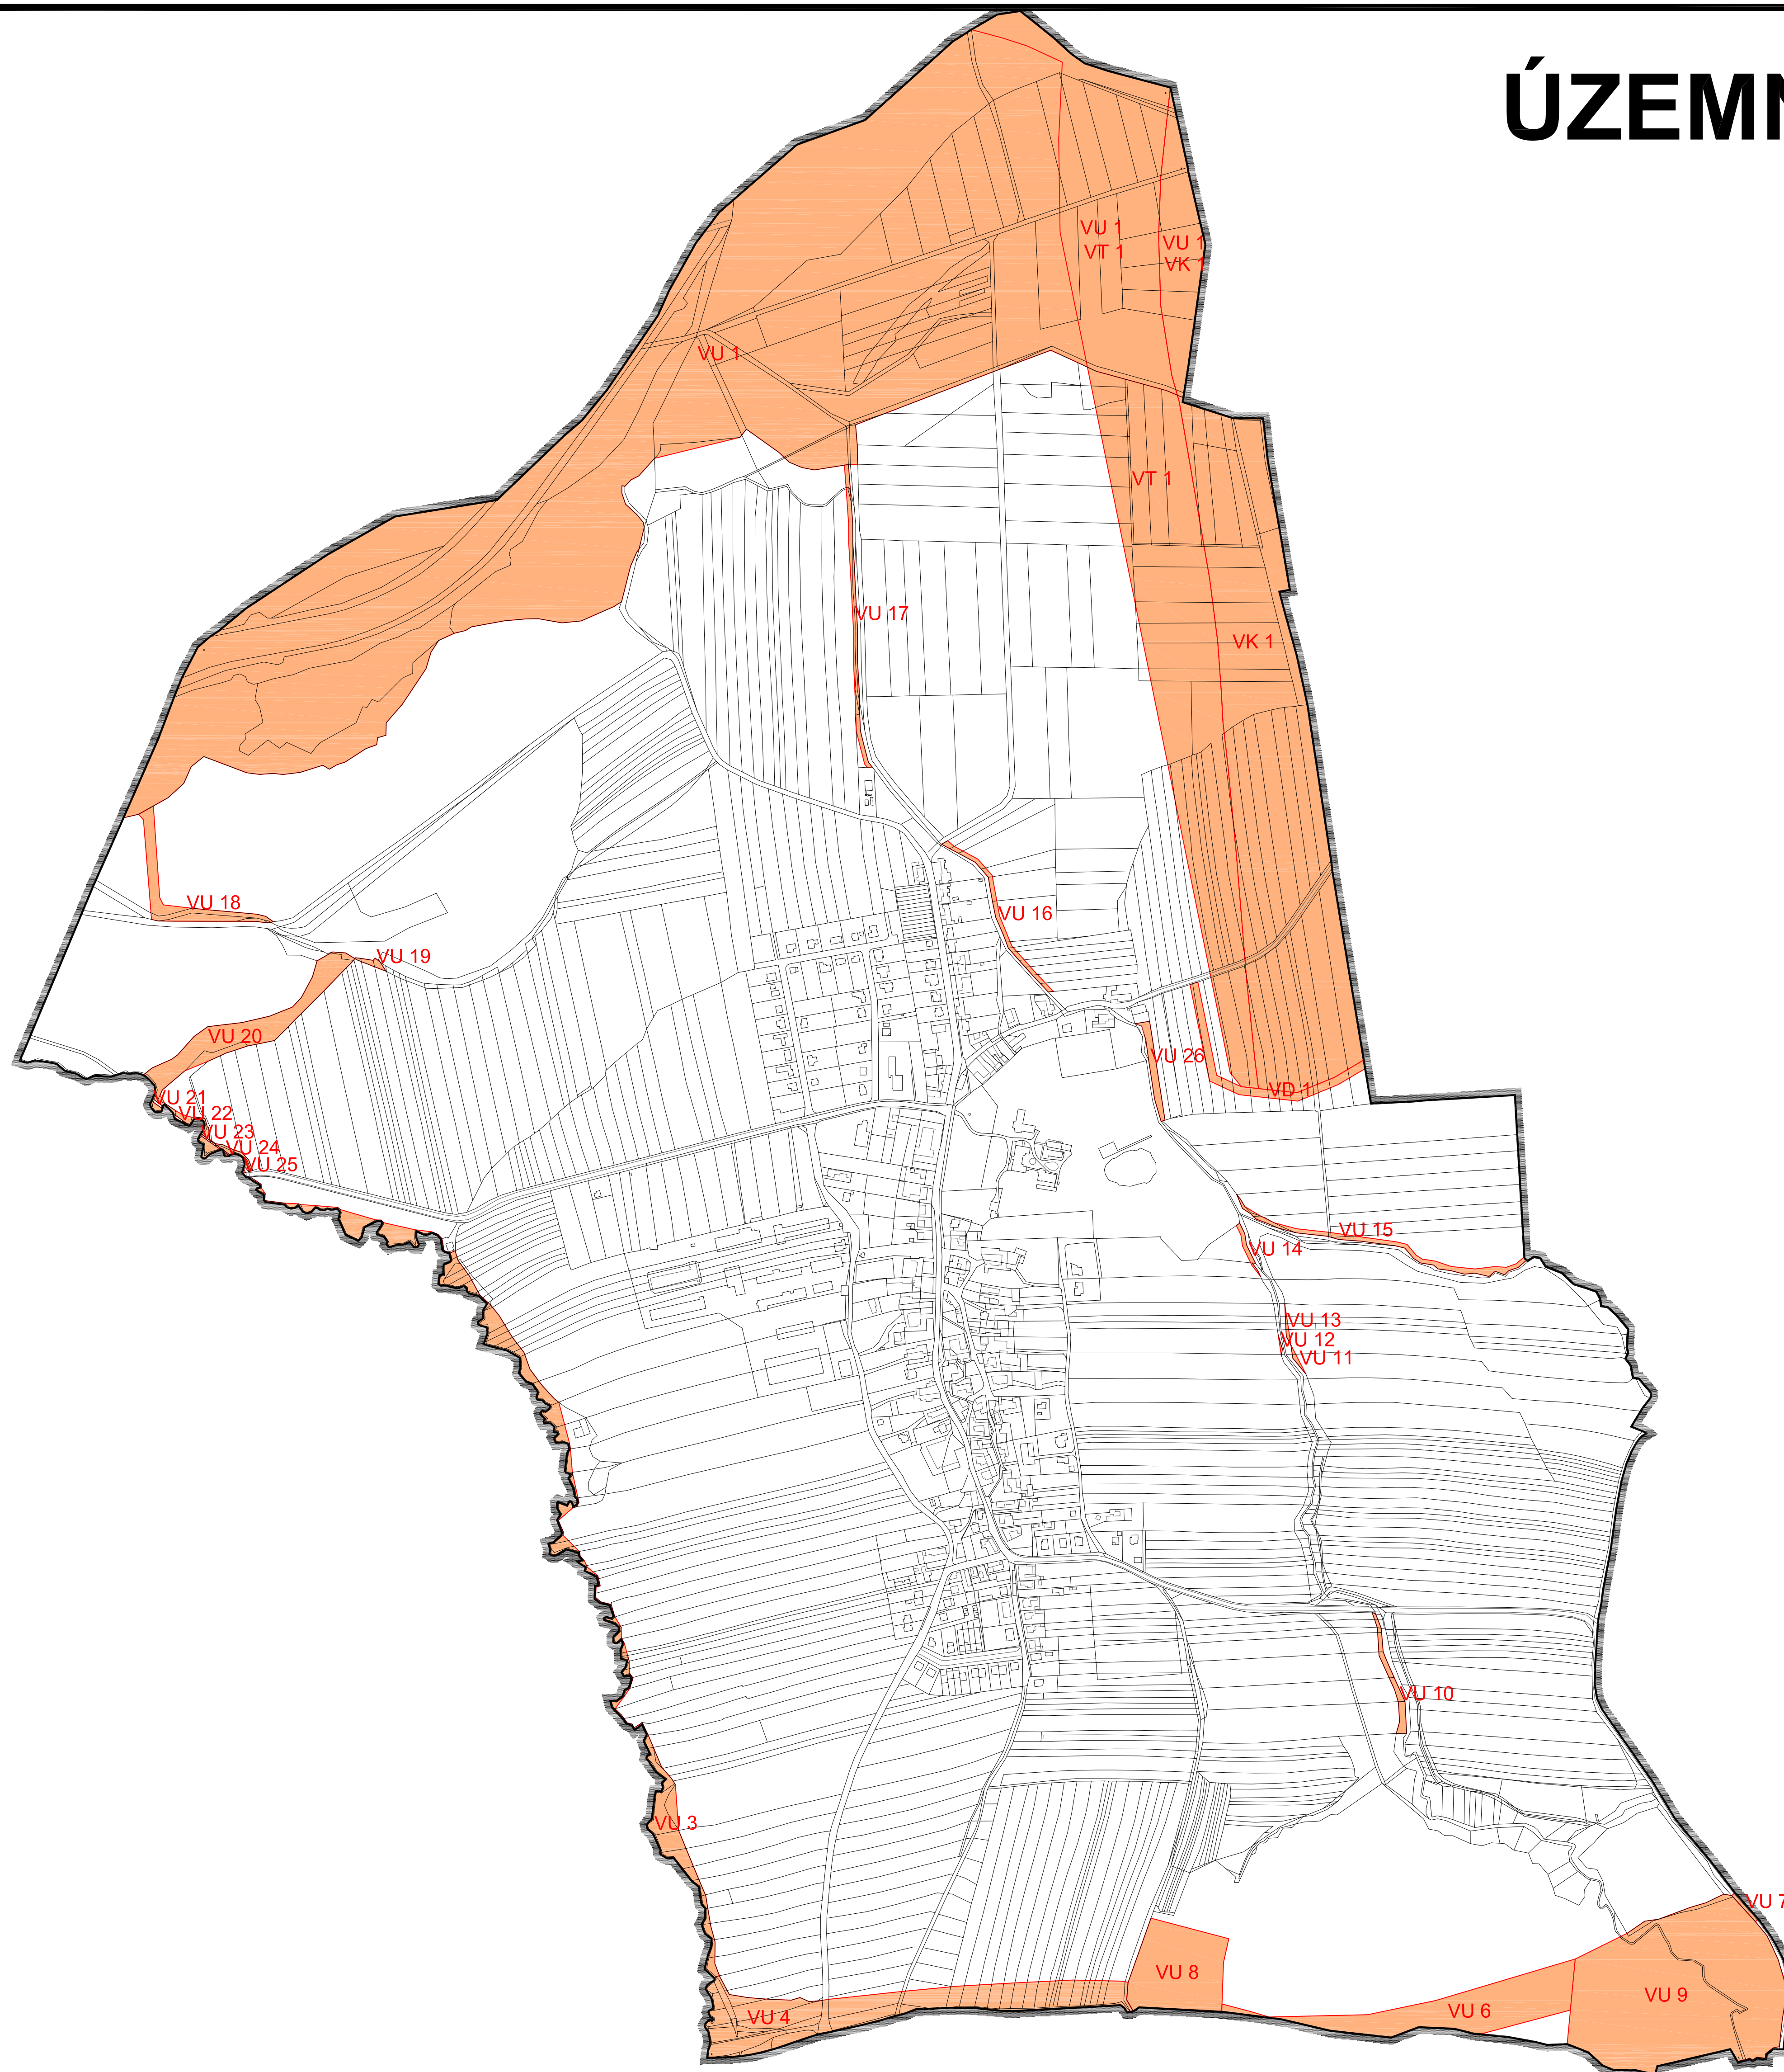 ÚZEMN
VU 1
VT 1
VU 1
VK 1
VU 1
VT 1
VU 17
VK 1
VU 18
VU 16
VU 19
VU 20
VU 26
VD 1
VU 21
VU 22
VU 23
VU 24
VU 25
VU 15
VU 14
VU 13
VU 12
VU 11
VU 10
VU 3
VU 7
VU 8
VU 9
VU 6
VU 4